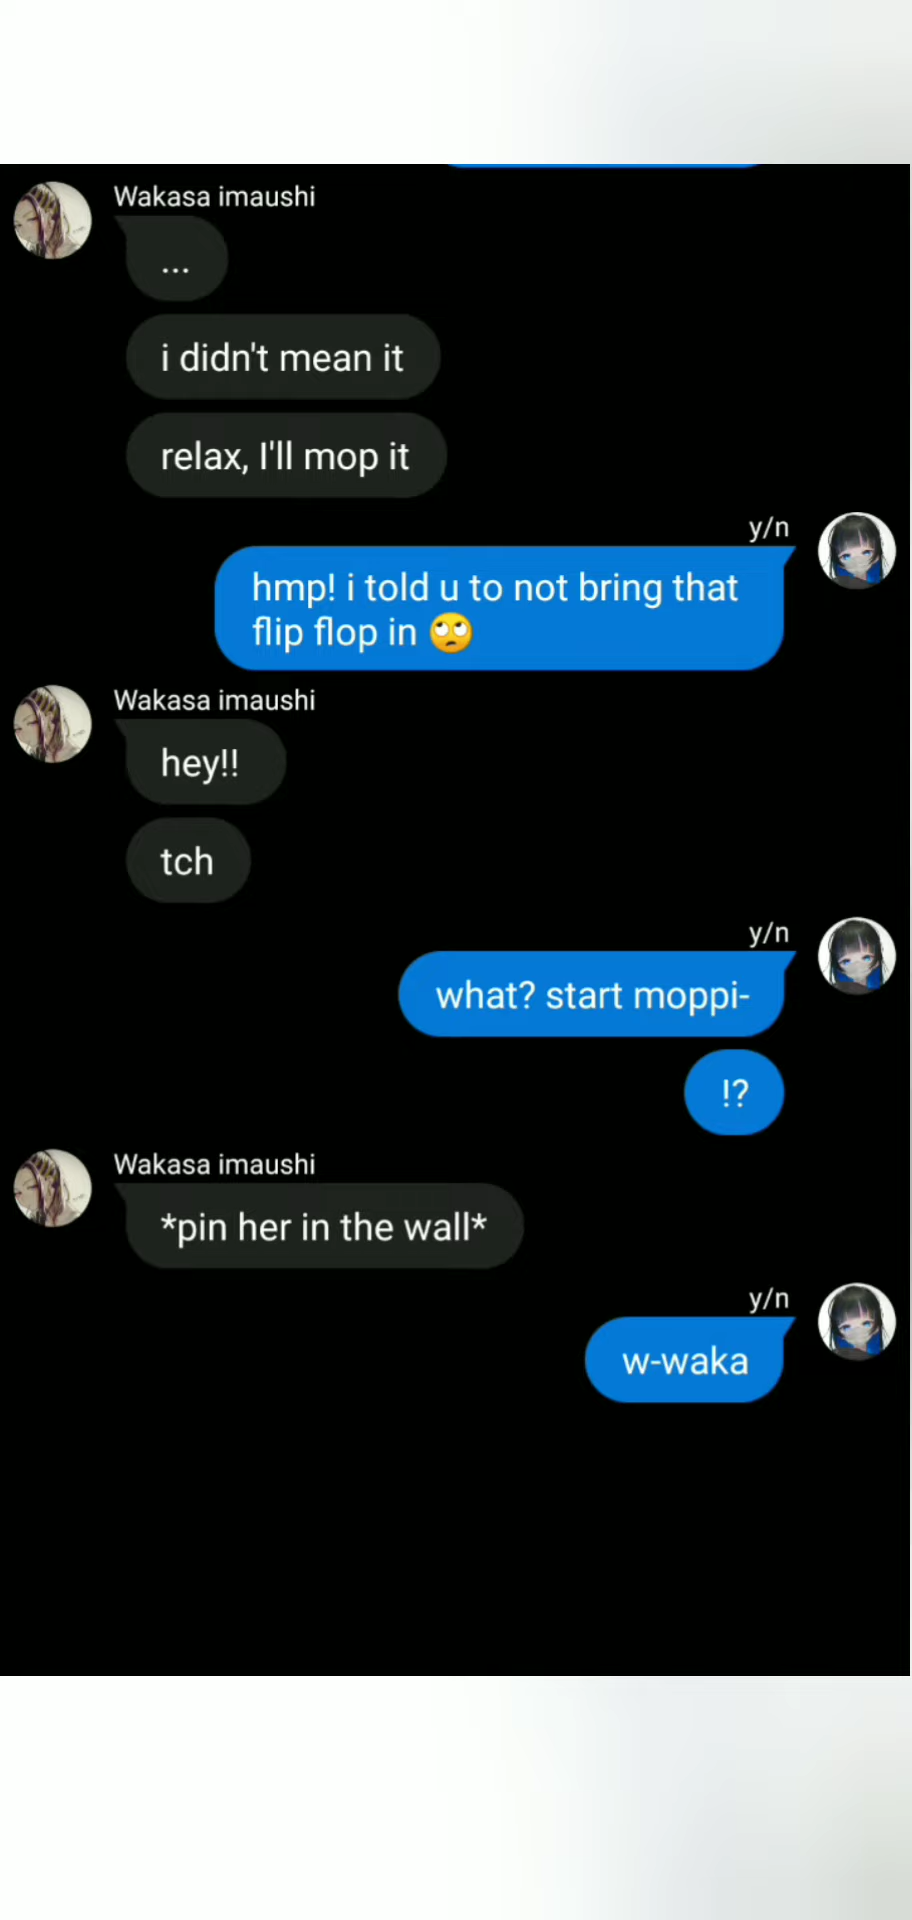 Wakasa imaushi
...
i didn't mean it
relax, I'll mop it
y/n
hmp! i told u to not bring that
flip flop in 🙄
Wakasa imaushi
hey!!
tch
y/n
what? start moppi-
!?
Wakasa imaushi
*pin her in the wall*
y/n
w-waka